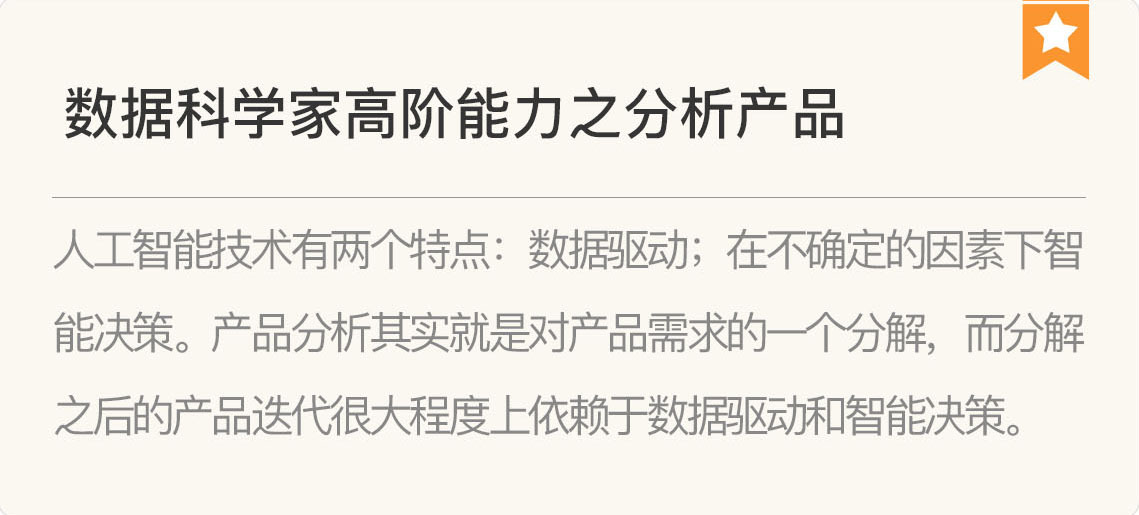 数据科学家高阶能力之分析产品
人工智能技术有两个特点：数据驱动；在不确定的因素下智
能决策。产品分析其实就是对产品需求的一个分解，而分解
之后的产品迭代很大程度上依赖于数据驱动和智能决策。